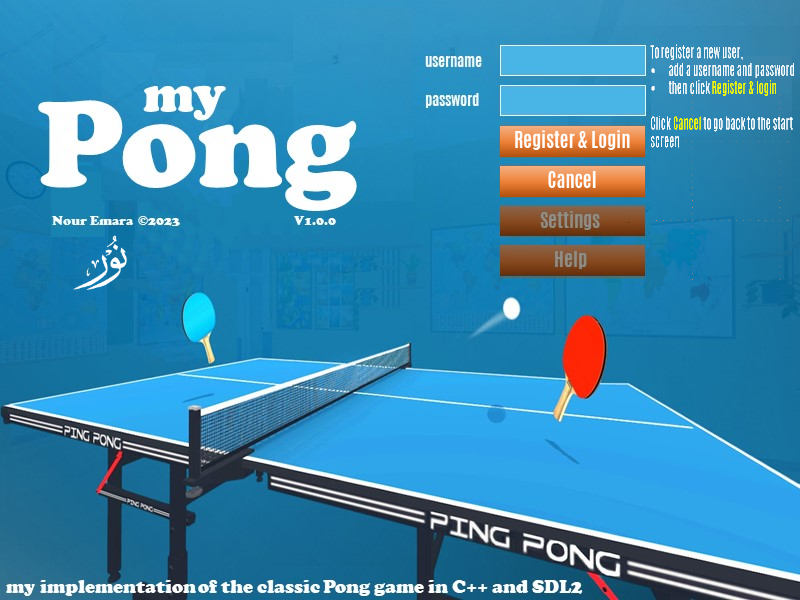 my
Pong
Nour Emara ©2023
V1.0.0
نُور
username
password
Register & Login
Cancel
Settings
Help
To register a new user,
• add a username and password
• then click Register & login
Click Cancel to go back to the start
screen
PING PONG
PING PONG
PING PONG
my implementation of the classic Pong game in C++ and SDL2